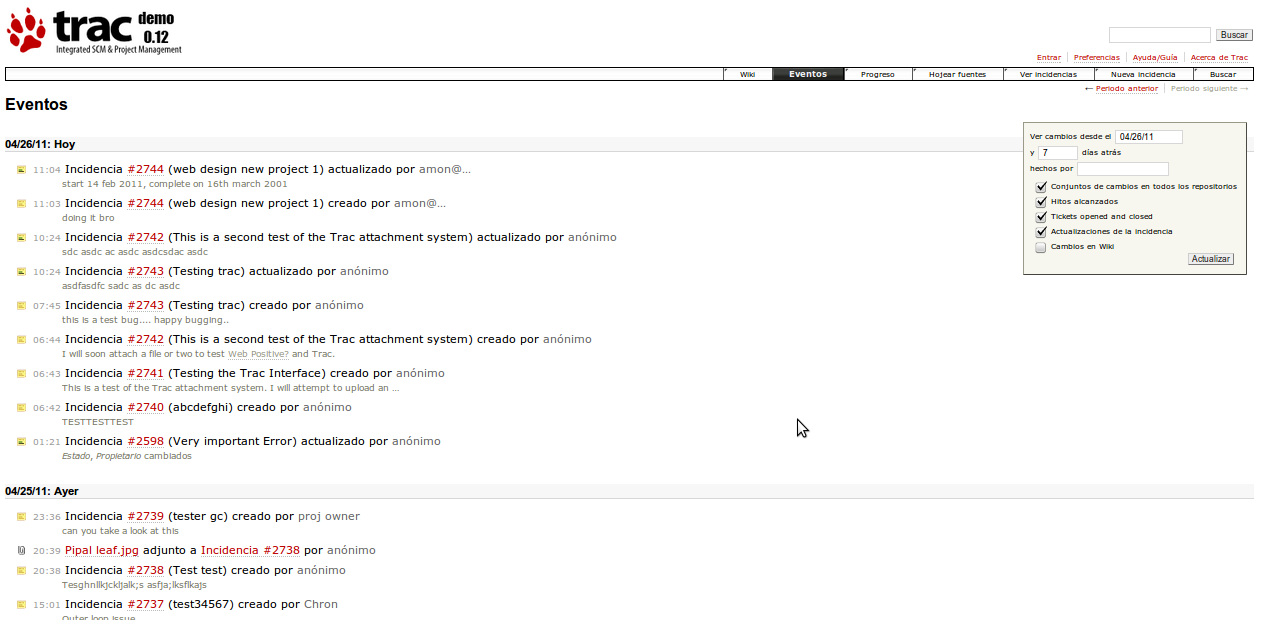 trac demo
0.12
Integrated SCM & Project Management
Buscar
Entrar Preferencias Ayuda/Guía Acerca de Trac
Wiki Eventos Progreso Hojear fuentes Ver incidencias Nueva incidencia Buscar
← Periodo anterior Periodo siguiente →
Eventos
Ver cambios desde el 04/26/11
y 7 días atrás
hechos por
Conjuntos de cambios en todos los repositorios
Hitos alcanzados
Tickets opened and closed
Actualizaciones de la incidencia
Cambios en Wiki
Actualizar
04/26/11: Hoy
11:04 Incidencia #2744 (web design new project 1) actualizado por amon@...
start 14 feb 2011, complete on 16th march 2001
11:03 Incidencia #2744 (web design new project 1) creado por amon@...
doing it bro
10:24 Incidencia #2742 (This is a second test of the Trac attachment system) actualizado por anónimo
sdc asdc ac asdc asdcsdac asdc
10:24 Incidencia #2743 (Testing trac) actualizado por anónimo
asdfasdfc sadc as dc asdc
07:45 Incidencia #2743 (Testing trac) creado por anónimo
this is a test bug.... happy bugging..
06:44 Incidencia #2742 (This is a second test of the Trac attachment system) creado por anónimo
I will soon attach a file or two to test Web Positive? and Trac.
06:43 Incidencia #2741 (Testing the Trac Interface) creado por anónimo
This is a test of the Trac attachment system. I will attempt to upload an ...
06:42 Incidencia #2740 (abcdefghi) creado por anónimo
TESTTESTTEST
01:21 Incidencia #2598 (Very important Error) actualizado por anónimo
Estado, Propietario cambiados
04/25/11: Ayer
23:36 Incidencia #2739 (tester gc) creado por proj owner
can you take a look at this
20:39 Pipal leaf.jpg adjunto a Incidencia #2738 por anónimo
20:38 Incidencia #2738 (Test test) creado por anónimo
Tesghnllkjckljalk;s asfja;lksflkajs
15:01 Incidencia #2737 (test34567) creado por Chron
Outer loop Issue